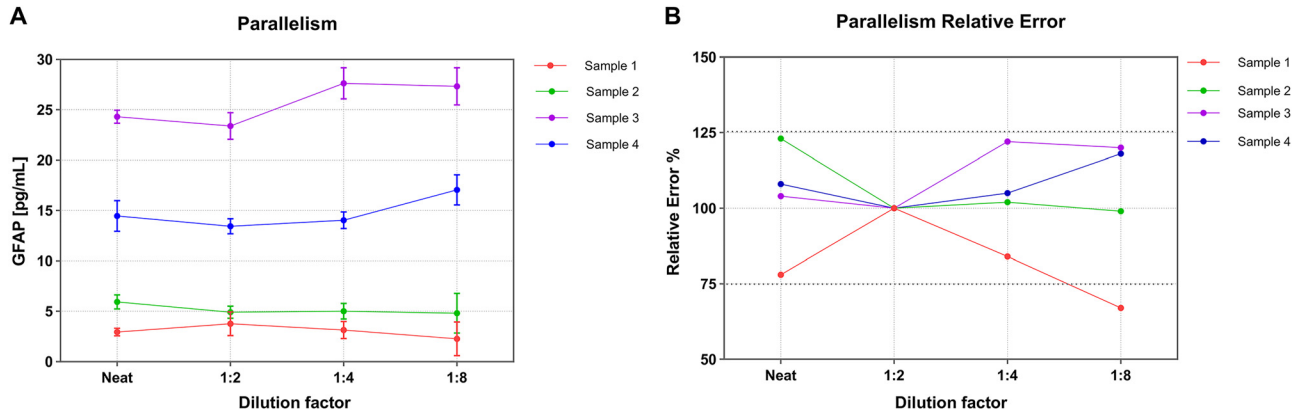 A
Parallelism
GFAP [pg/mL]
30
25
20
15
10
5
0
Neat
1:2
1:4
1:8
Dilution factor
Sample 1
Sample 2
Sample 3
Sample 4
B
Parallelism Relative Error
Relative Error %
150
125
100
75
50
Neat
1:2
1:4
1:8
Dilution factor
Sample 1
Sample 2
Sample 3
Sample 4